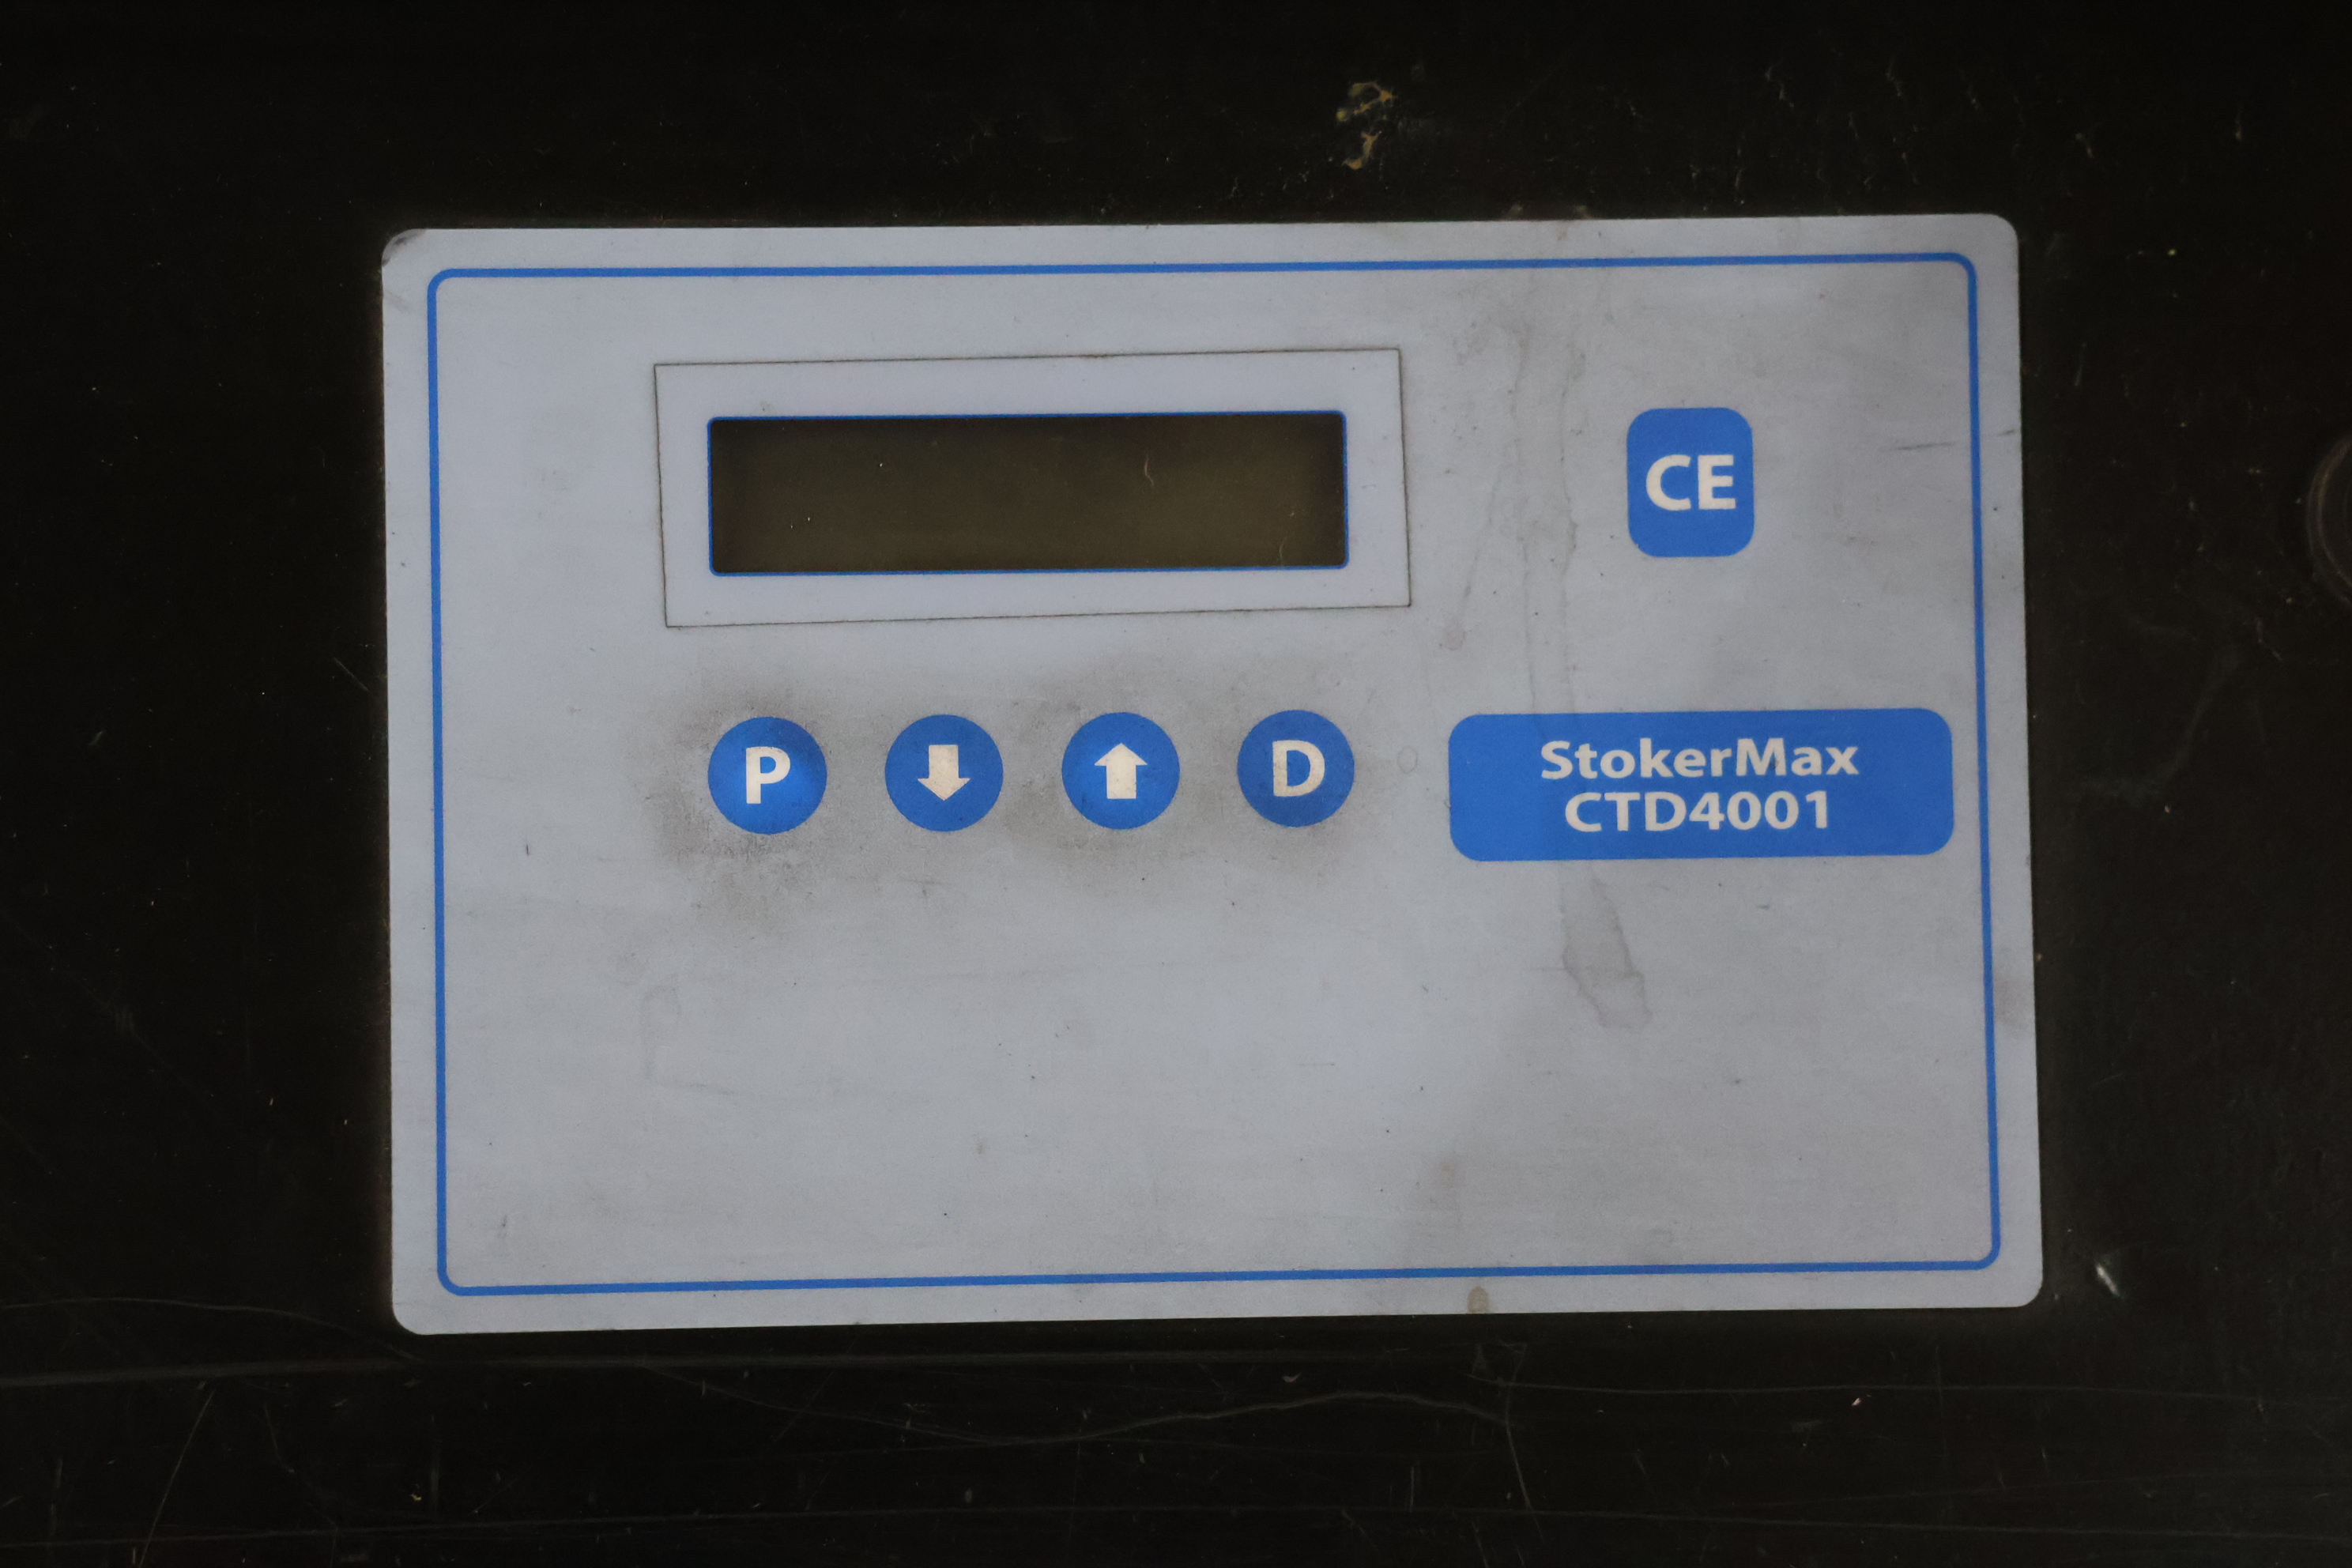 CE
P
D
StokerMax
CTD4001